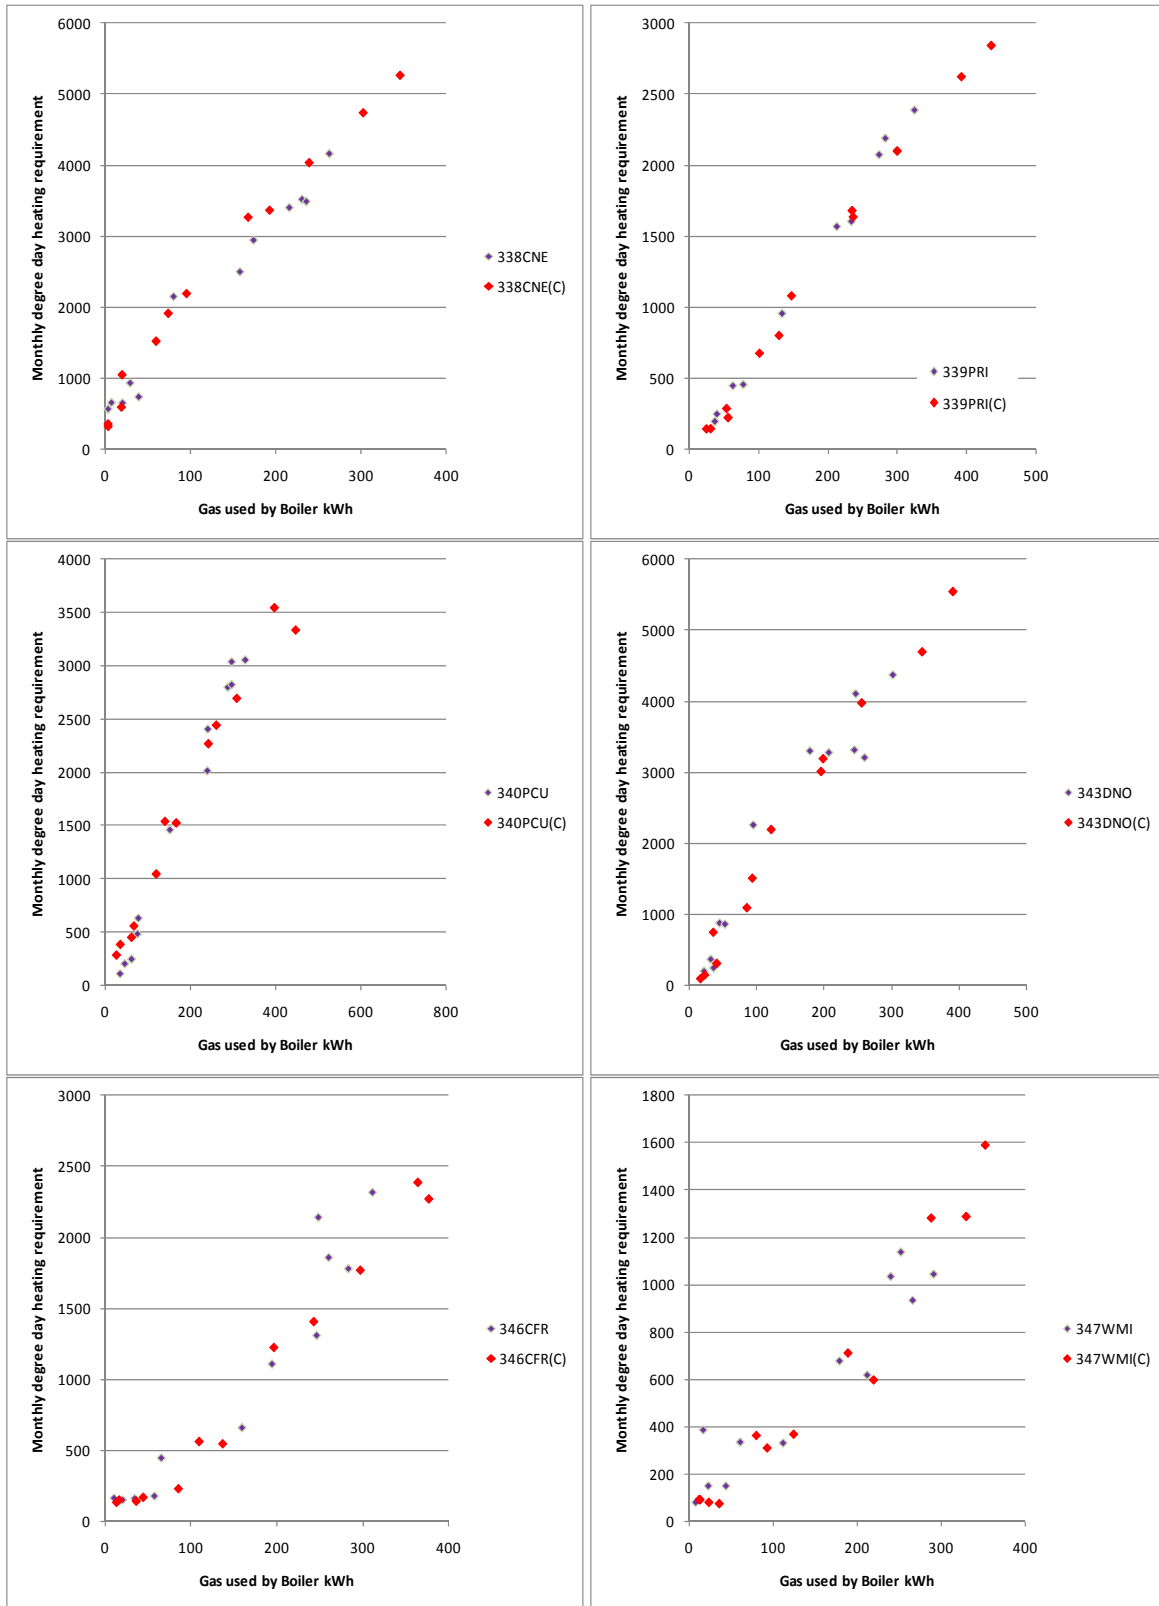 6000
5000
4000
3000
2000
1000
0
0 100 200 300 400
Monthly degree day heating requirement
Gas used by Boiler kWh
338CNE
338CNE(C)
3000
2500
2000
1500
1000
500
0
0 100 200 300 400 500
Monthly degree day heating requirement
Gas used by Boiler kWh
339PRI
339PRI(C)
4000
3500
3000
2500
2000
1500
1000
500
0
0 200 400 600 800
Monthly degree day heating requirement
Gas used by Boiler kWh
340PCU
340PCU(C)
6000
5000
4000
3000
2000
1000
0
0 100 200 300 400 500
Monthly degree day heating requirement
Gas used by Boiler kWh
343DNO
343DNO(C)
3000
2500
2000
1500
1000
500
0
0 100 200 300 400
Monthly degree day heating requirement
Gas used by Boiler kWh
346CFR
346CFR(C)
1800
1600
1400
1200
1000
800
600
400
200
0
0 100 200 300 400
Monthly degree day heating requirement
Gas used by Boiler kWh
347WMI
347WMI(C)